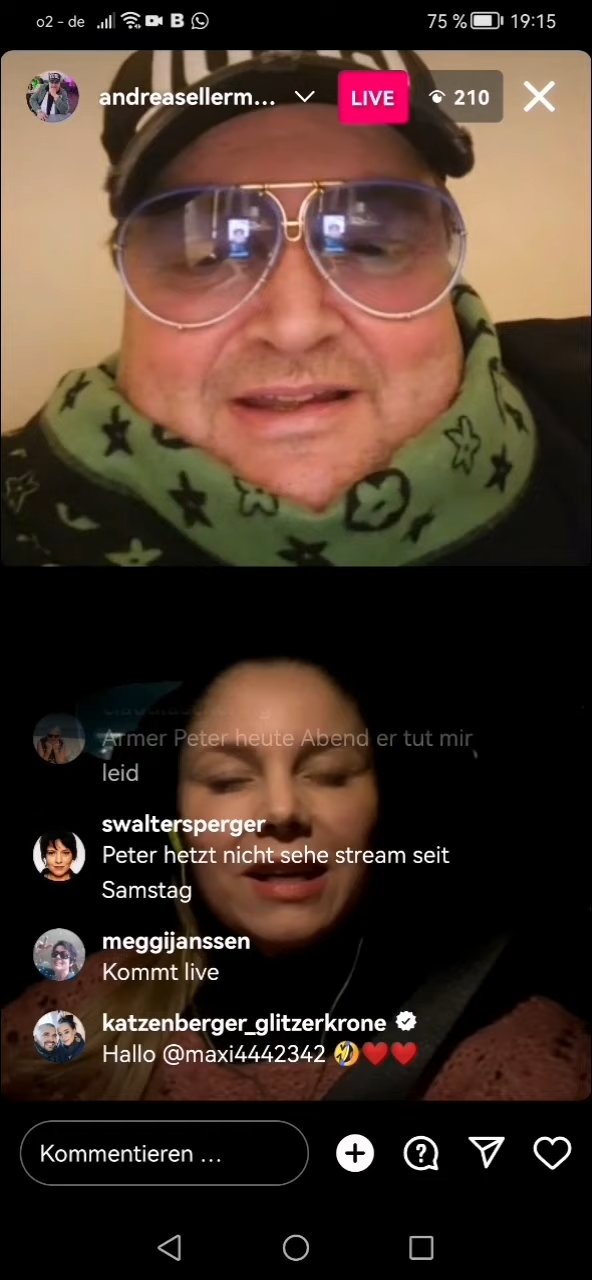 o2 - de B 75 % 19:15
andreasellerm... LIVE 210
Armer Peter heute Abend er tut mir
leid
swaltersperger
Peter hetzt nicht sehe stream seit
Samstag
meggijanssen
Kommt live
katzenberger_glitzerkrone
Hallo @maxi4442342 🤣❤️❤️
Kommentieren ...